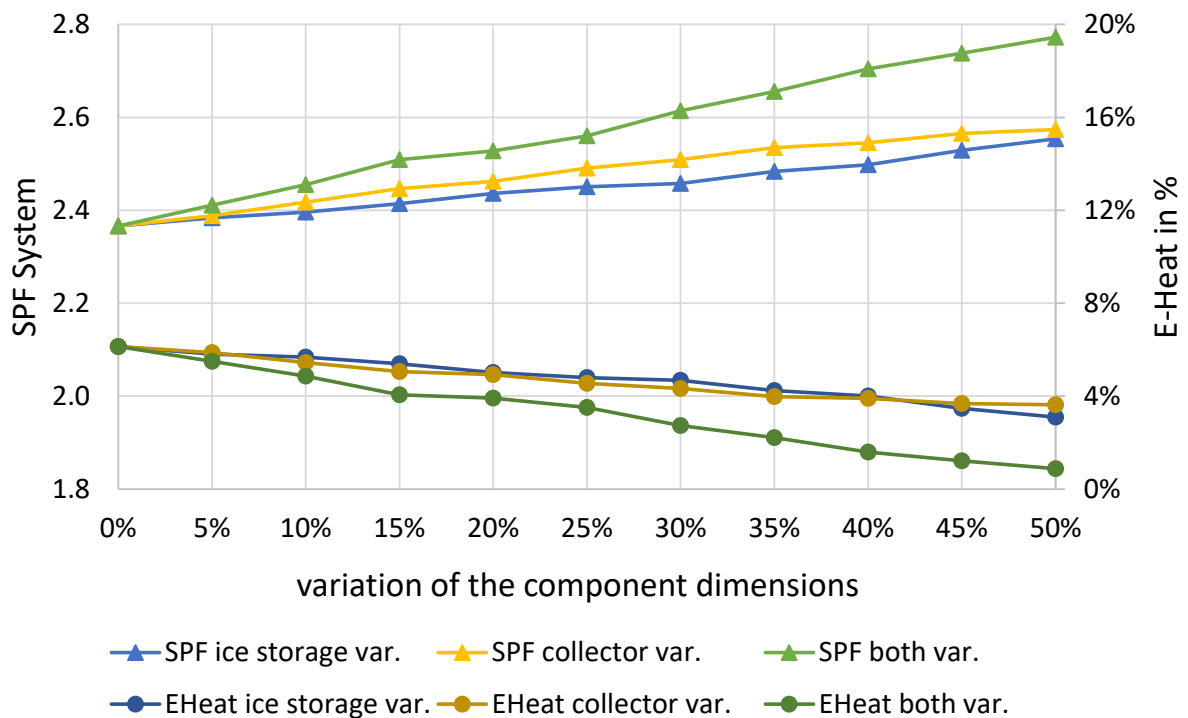 2.8
2.6
2.4
2.2
2.0
1.8
SPF System
20%
16%
12%
8%
4%
0%
E-Heat in %
0% 5% 10% 15% 20% 25% 30% 35% 40% 45% 50%
variation of the component dimensions
SPF ice storage var. SPF collector var. SPF both var.
EHeat ice storage var. EHeat collector var. EHeat both var.